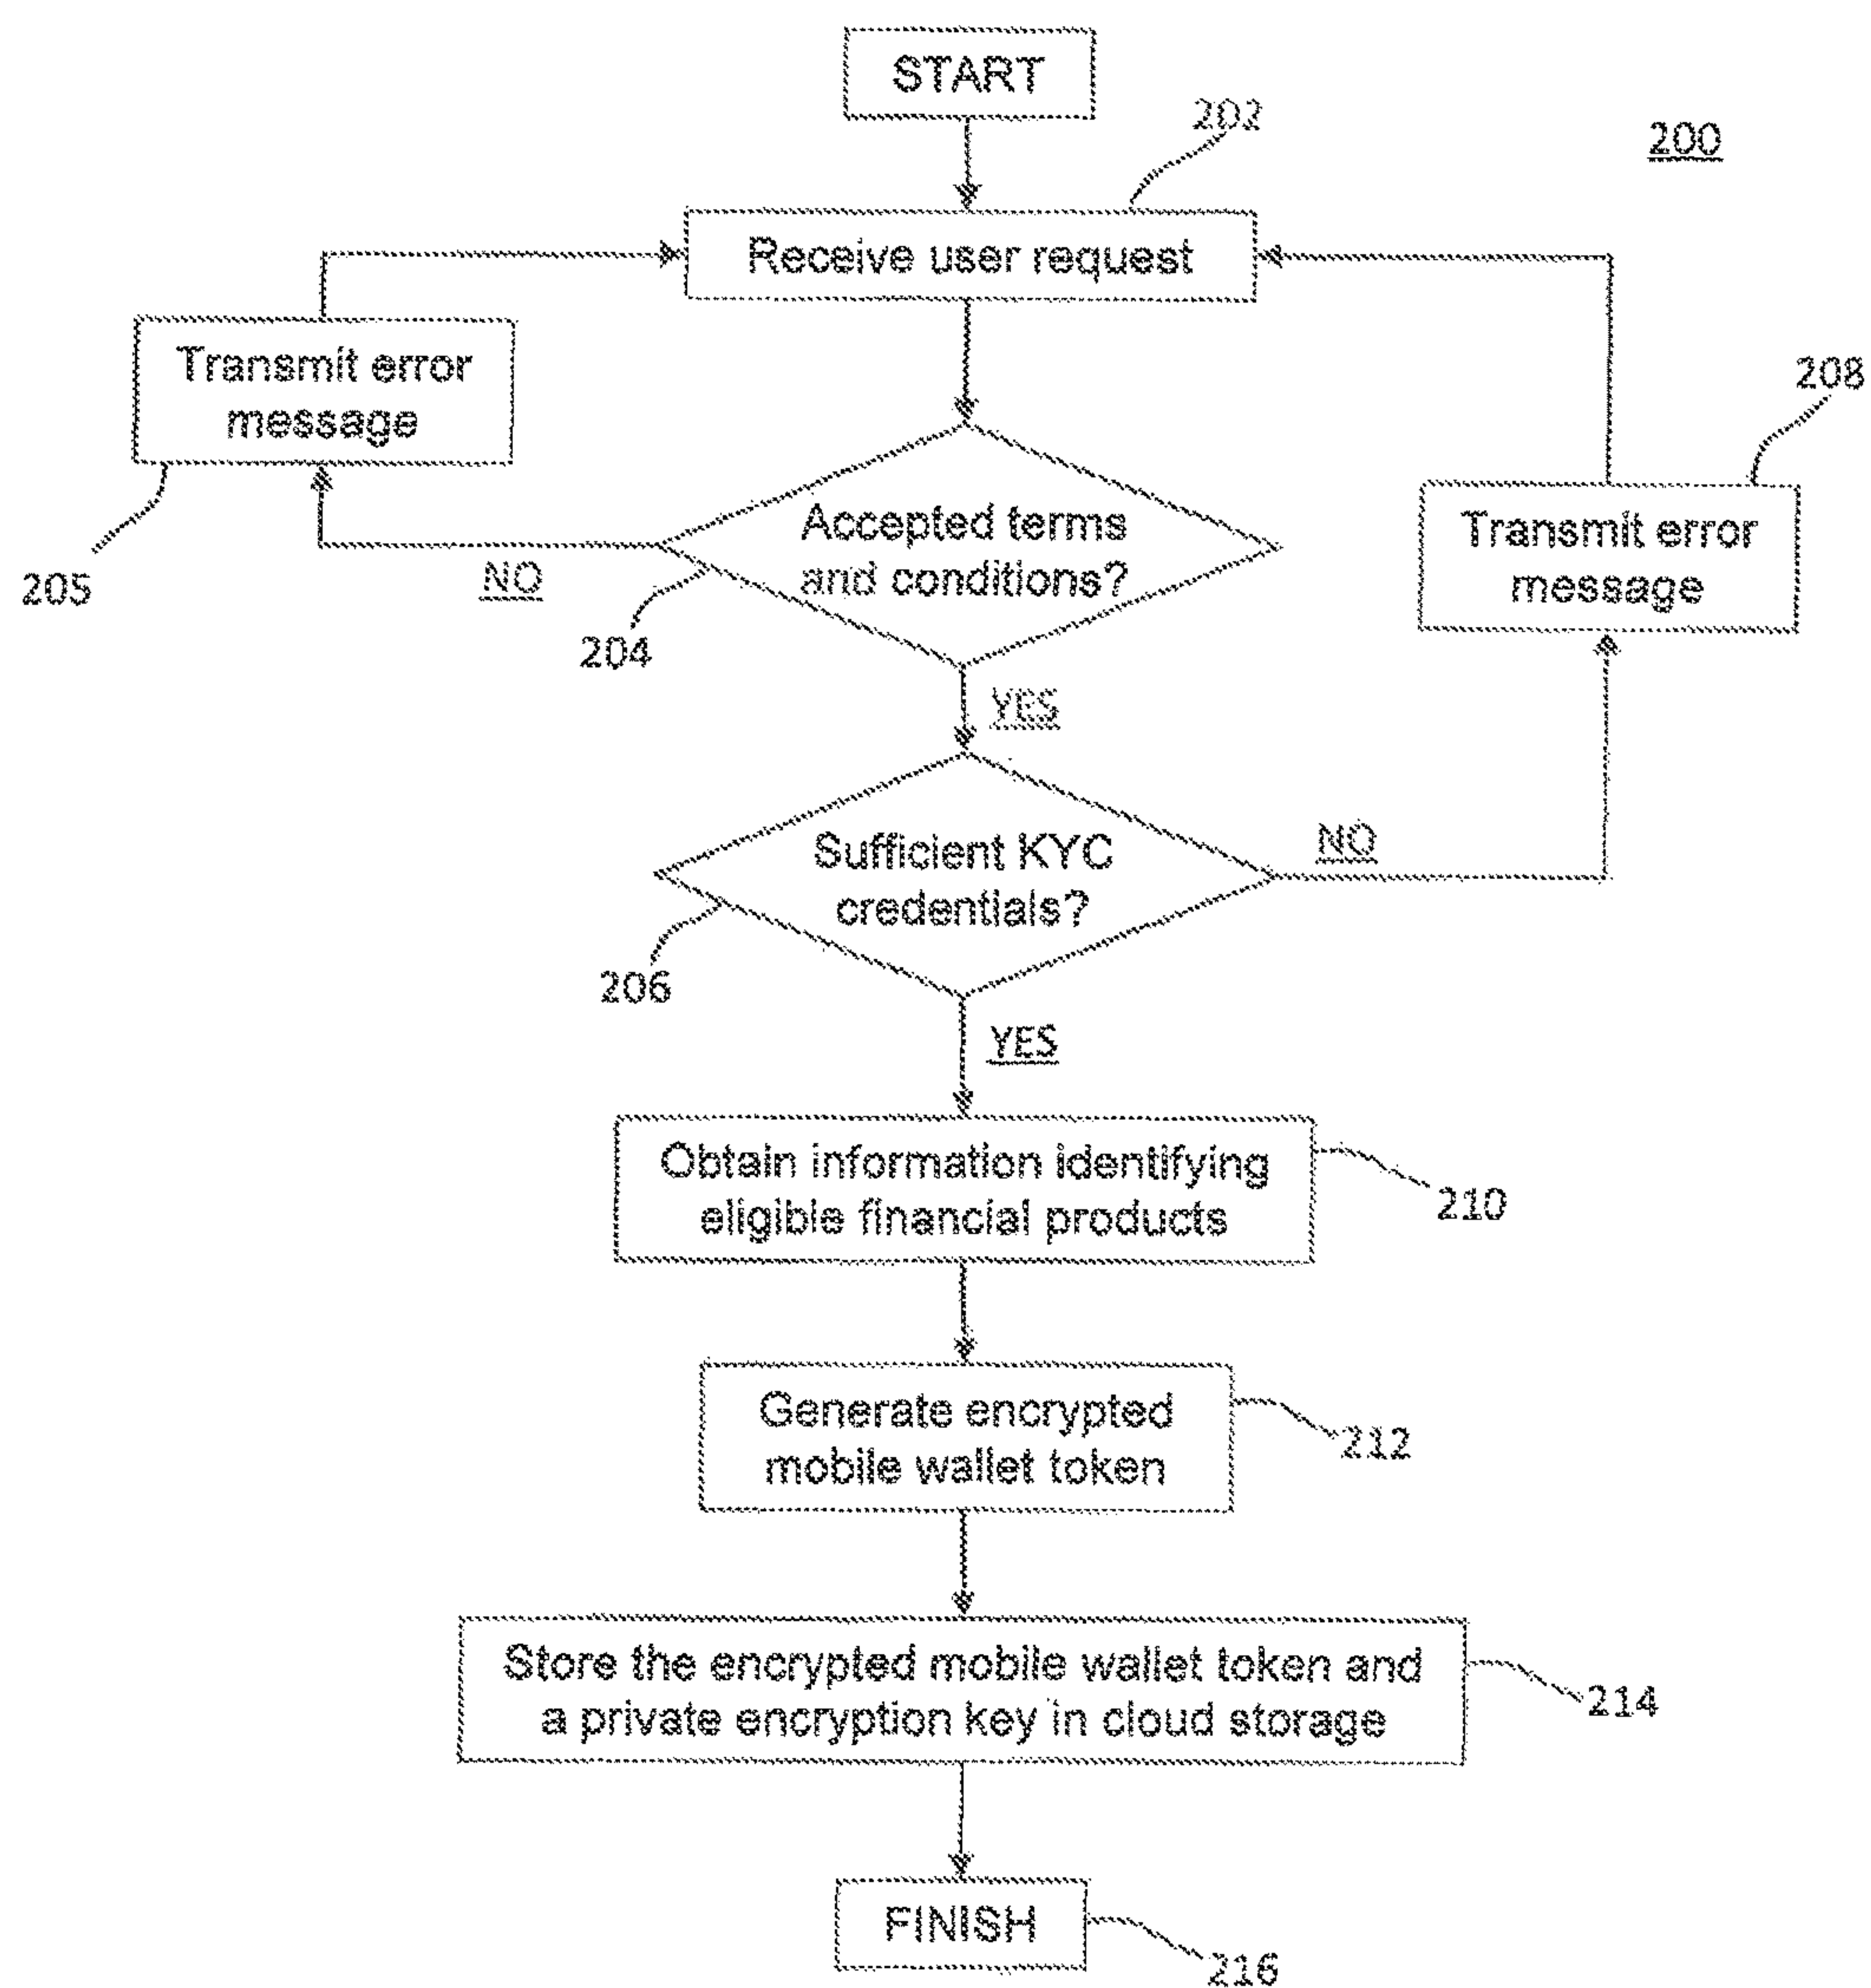 START
202
200
Receive user request
Transmit error
message
208
205
Accepted terms
and conditions?
NO
204
Transmit error
message
YES
Sufficient KYC
credentials?
NO
206
YES
Obtain information identifying
eligible financial products
210
Generate encrypted
mobile wallet token
212
Store the encrypted mobile wallet token and
a private encryption key in cloud storage
214
FINISH
216